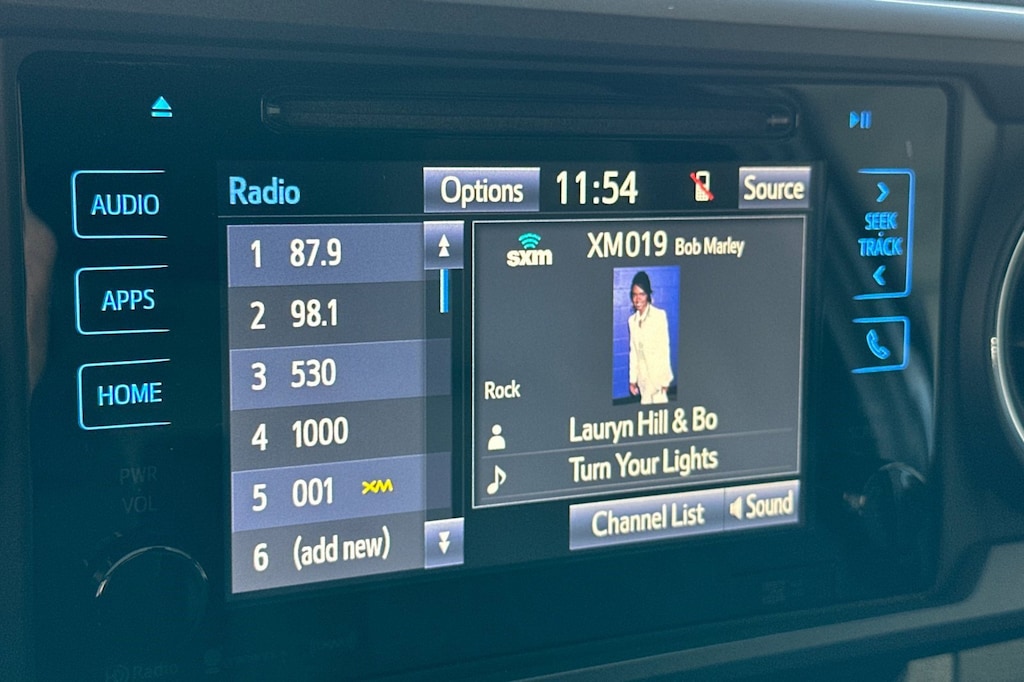 AUDIO
APPS
HOME
PWR
VOL
Radio
Options
11:54
Source
1 87.9
2 98.1
3 530
4 1000
5 001 XM
6 (add new)
sxm
XM019 Bob Marley
Rock
Lauryn Hill & Bo
Turn Your Lights
Channel List
Sound
SEEK
TRACK
Radio